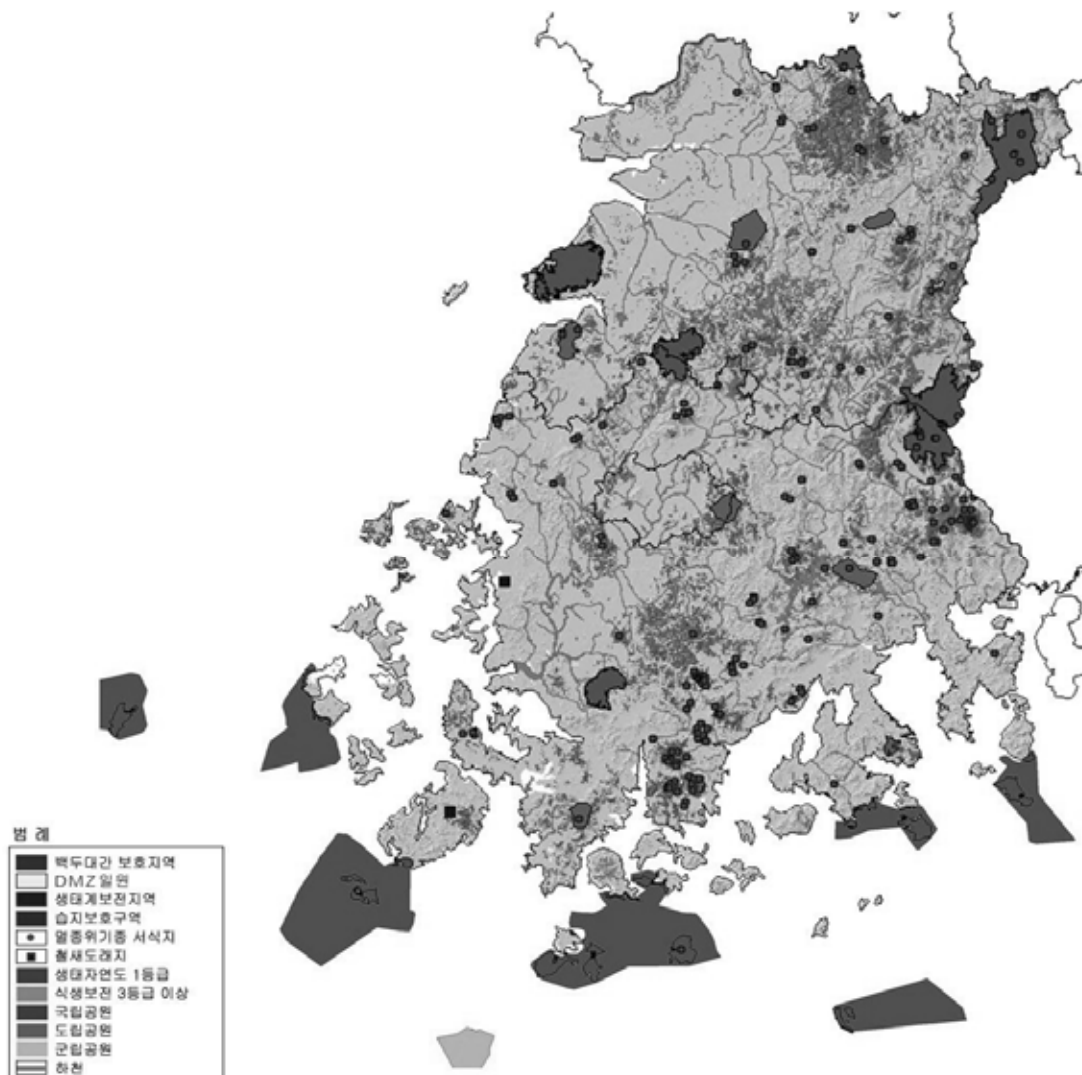 범 례
백두대간 보호지역
DMZ일원
생태계보전지역
습지보호구역
멸종위기종 서식지
철새도래지
생태자연도 1등급
식생보전 3등급 이상
국립공원
도립공원
군립공원
하천